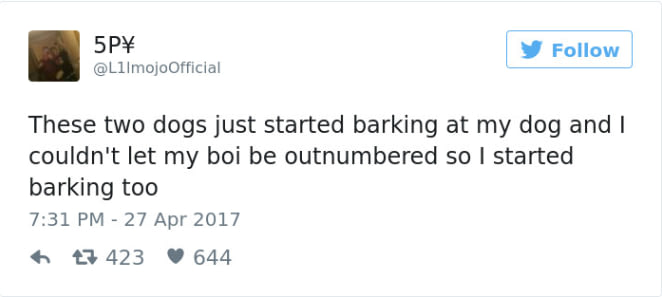 5P¥
@L1lmojoOfficial
Follow
These two dogs just started barking at my dog and I
couldn't let my boi be outnumbered so I started
barking too
7:31 PM - 27 Apr 2017
423 644